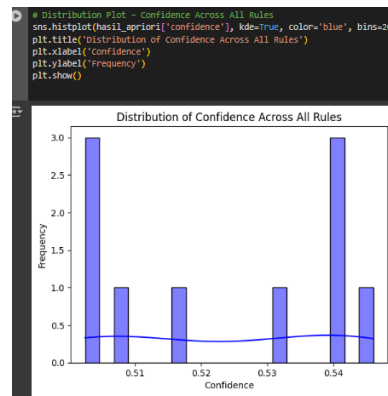 # Distribution Plot - Confidence Across All Rules
sns.histplot(hasil_apriori['confidence'], kde=True, color='blue', bins=20
plt.title('Distribution of Confidence Across All Rules')
plt.xlabel('Confidence')
plt.ylabel('Frequency')
plt.show()
Distribution of Confidence Across All Rules
3.0
2.5
2.0
1.5
1.0
0.5
0.0
Frequency
0.51
0.52
0.53
0.54
Confidence